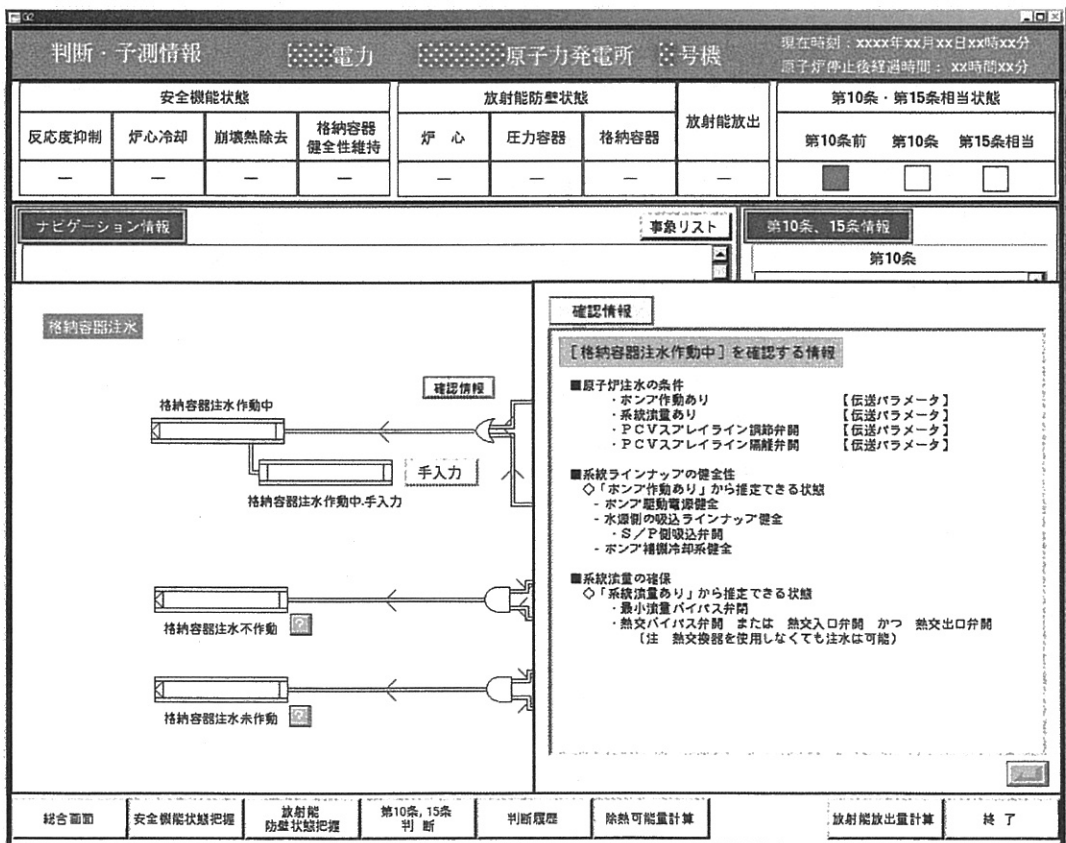 G2
判断・予測情報
電力
原子力発電所
号機
現在時刻：xxxx年xx月xx日xx時xx分
原子炉停止後経過時間： xx時間xx分
安全機能状態
放射能防壁状態
放射能放出
第10条・第15条相当状態
反応度抑制
炉心冷却
崩壊熱除去
格納容器
健全性維持
炉 心
圧力容器
格納容器
第10条前 第10条 第15条相当
－ － － － － － － －
ナビゲーション情報
事象リスト
第10条、15条情報
第10条
格納容器注水
確認情報
格納容器注水作動中
手入力
格納容器注水作動中.手入力
格納容器注水不作動 ?
格納容器注水未作動 ?
確認情報
［格納容器注水作動中］を確認する情報
■原子炉注水の条件
・ポンプ作動あり 【伝送パラメータ】
・系統流量あり 【伝送パラメータ】
・ＰＣＶスプレイライン調節弁開 【伝送パラメータ】
・ＰＣＶスプレイライン隔離弁開 【伝送パラメータ】
■系統ラインナップの健全性
◇「ポンプ作動あり」から推定できる状態
- ポンプ駆動電源健全
- 水源側の吸込ラインナップ健全
・Ｓ／Ｐ側吸込弁開
- ポンプ補機冷却系健全
■系統流量の確保
◇「系統流量あり」から推定できる状態
・最小流量バイパス弁閉
・熱交バイパス弁開 または 熱交入口弁開 かつ 熱交出口弁開
（注 熱交換器を使用しなくても注水は可能）
総合画面
安全機能状態把握
放射能
防壁状態把握
第10条,15条
判 断
判断履歴
除熱可能量計算
放射能放出量計算
終 了